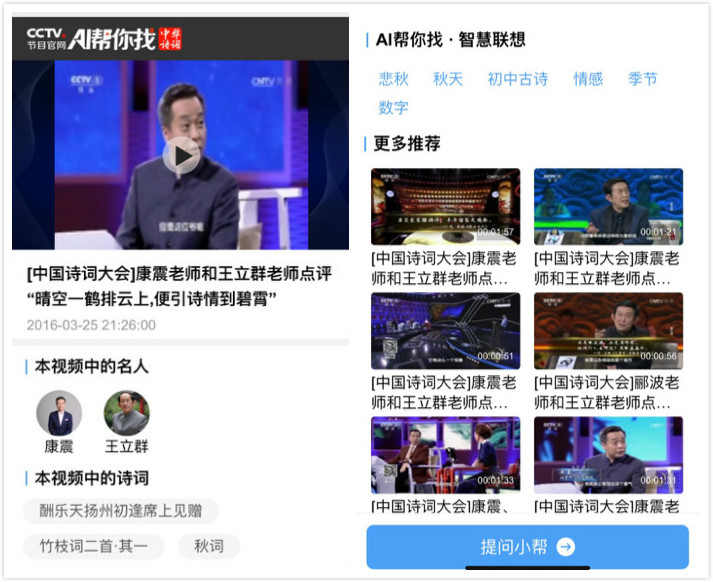 CCTV
节目官网
AI帮你找
中华诗词
CCTV
CNTV
[中国诗词大会]康震老师和王立群老师点评
“晴空一鹤排云上,便引诗情到碧霄”
2016-03-25 21:26:00
本视频中的名人
康震 王立群
本视频中的诗词
酬乐天扬州初逢席上见赠
竹枝词二首·其一 秋词
AI帮你找 · 智慧联想
悲秋 秋天 初中古诗 情感 季节
数字
更多推荐
00:01:57 00:01:21
[中国诗词大会]康震老 [中国诗词大会]康震老
师和王立群老师点… 师和王立群老师点…
00:00:51 00:00:56
[中国诗词大会]康震老 [中国诗词大会]郦波老
师和王立群老师点… 师和王立群老师点…
00:01:33 00:01:31
[中国诗词大会]康震、 [中国诗词大会]康震老
提问小帮